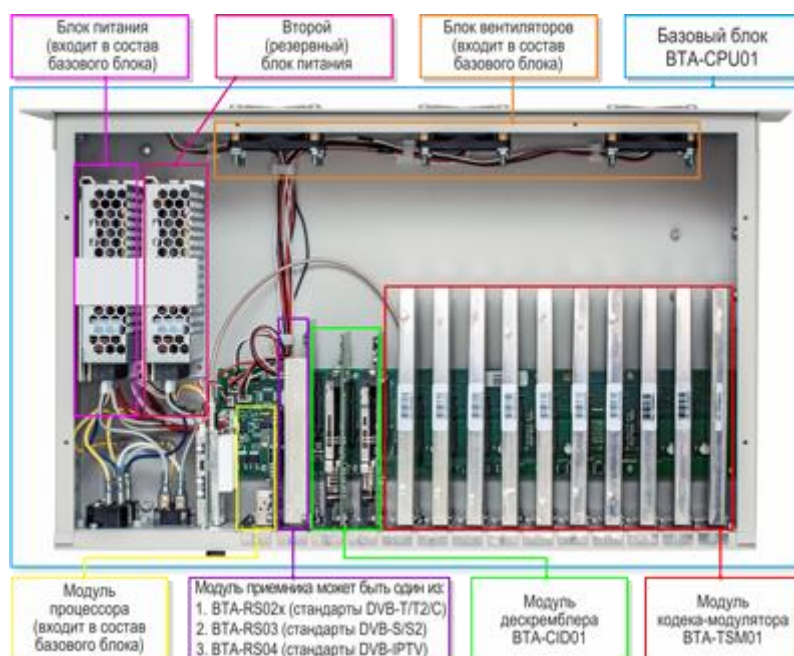 Блок питания
(входит в состав
базового блока)
Второй
(резервный)
блок питания
Блок вентиляторов
(входит в состав
базового блока)
Базовый блок
BTA-CPU01
Модуль
процессора
(входит в состав
базового блока)
Модуль приемника может быть один из:
1. BTA-RS02x (стандарты DVB-T/T2/C)
2. BTA-RS03 (стандарты DVB-S/S2)
3. BTA-RS04 (стандарты DVB-IPTV)
Модуль
дескремблера
BTA-CID01
Модуль
кодека-модулятора
BTA-TSM01